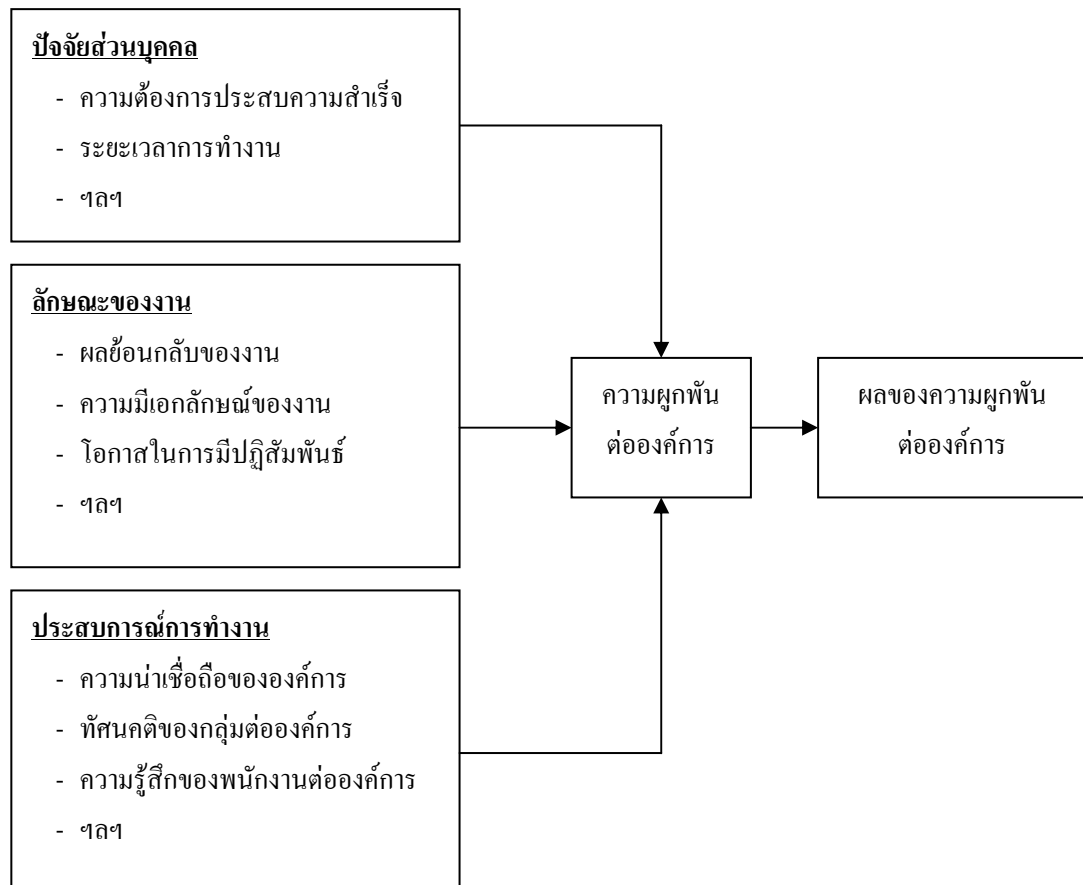 ปัจจัยส่วนบุคคล
- ความต้องการประสบความสำเร็จ
- ระยะเวลาการทำงาน
- ฯลฯ
ลักษณะของงาน
- ผลย้อนกลับของงาน
- ความมีเอกลักษณ์ของงาน
- โอกาสในการมีปฏิสัมพันธ์
- ฯลฯ
ประสบการณ์การทำงาน
- ความน่าเชื่อถือขององค์การ
- ทัศนคติของกลุ่มต่อองค์การ
- ความรู้สึกของพนักงานต่อองค์การ
- ฯลฯ
ความผูกพัน
ต่อองค์การ
ผลของความผูกพัน
ต่อองค์การ